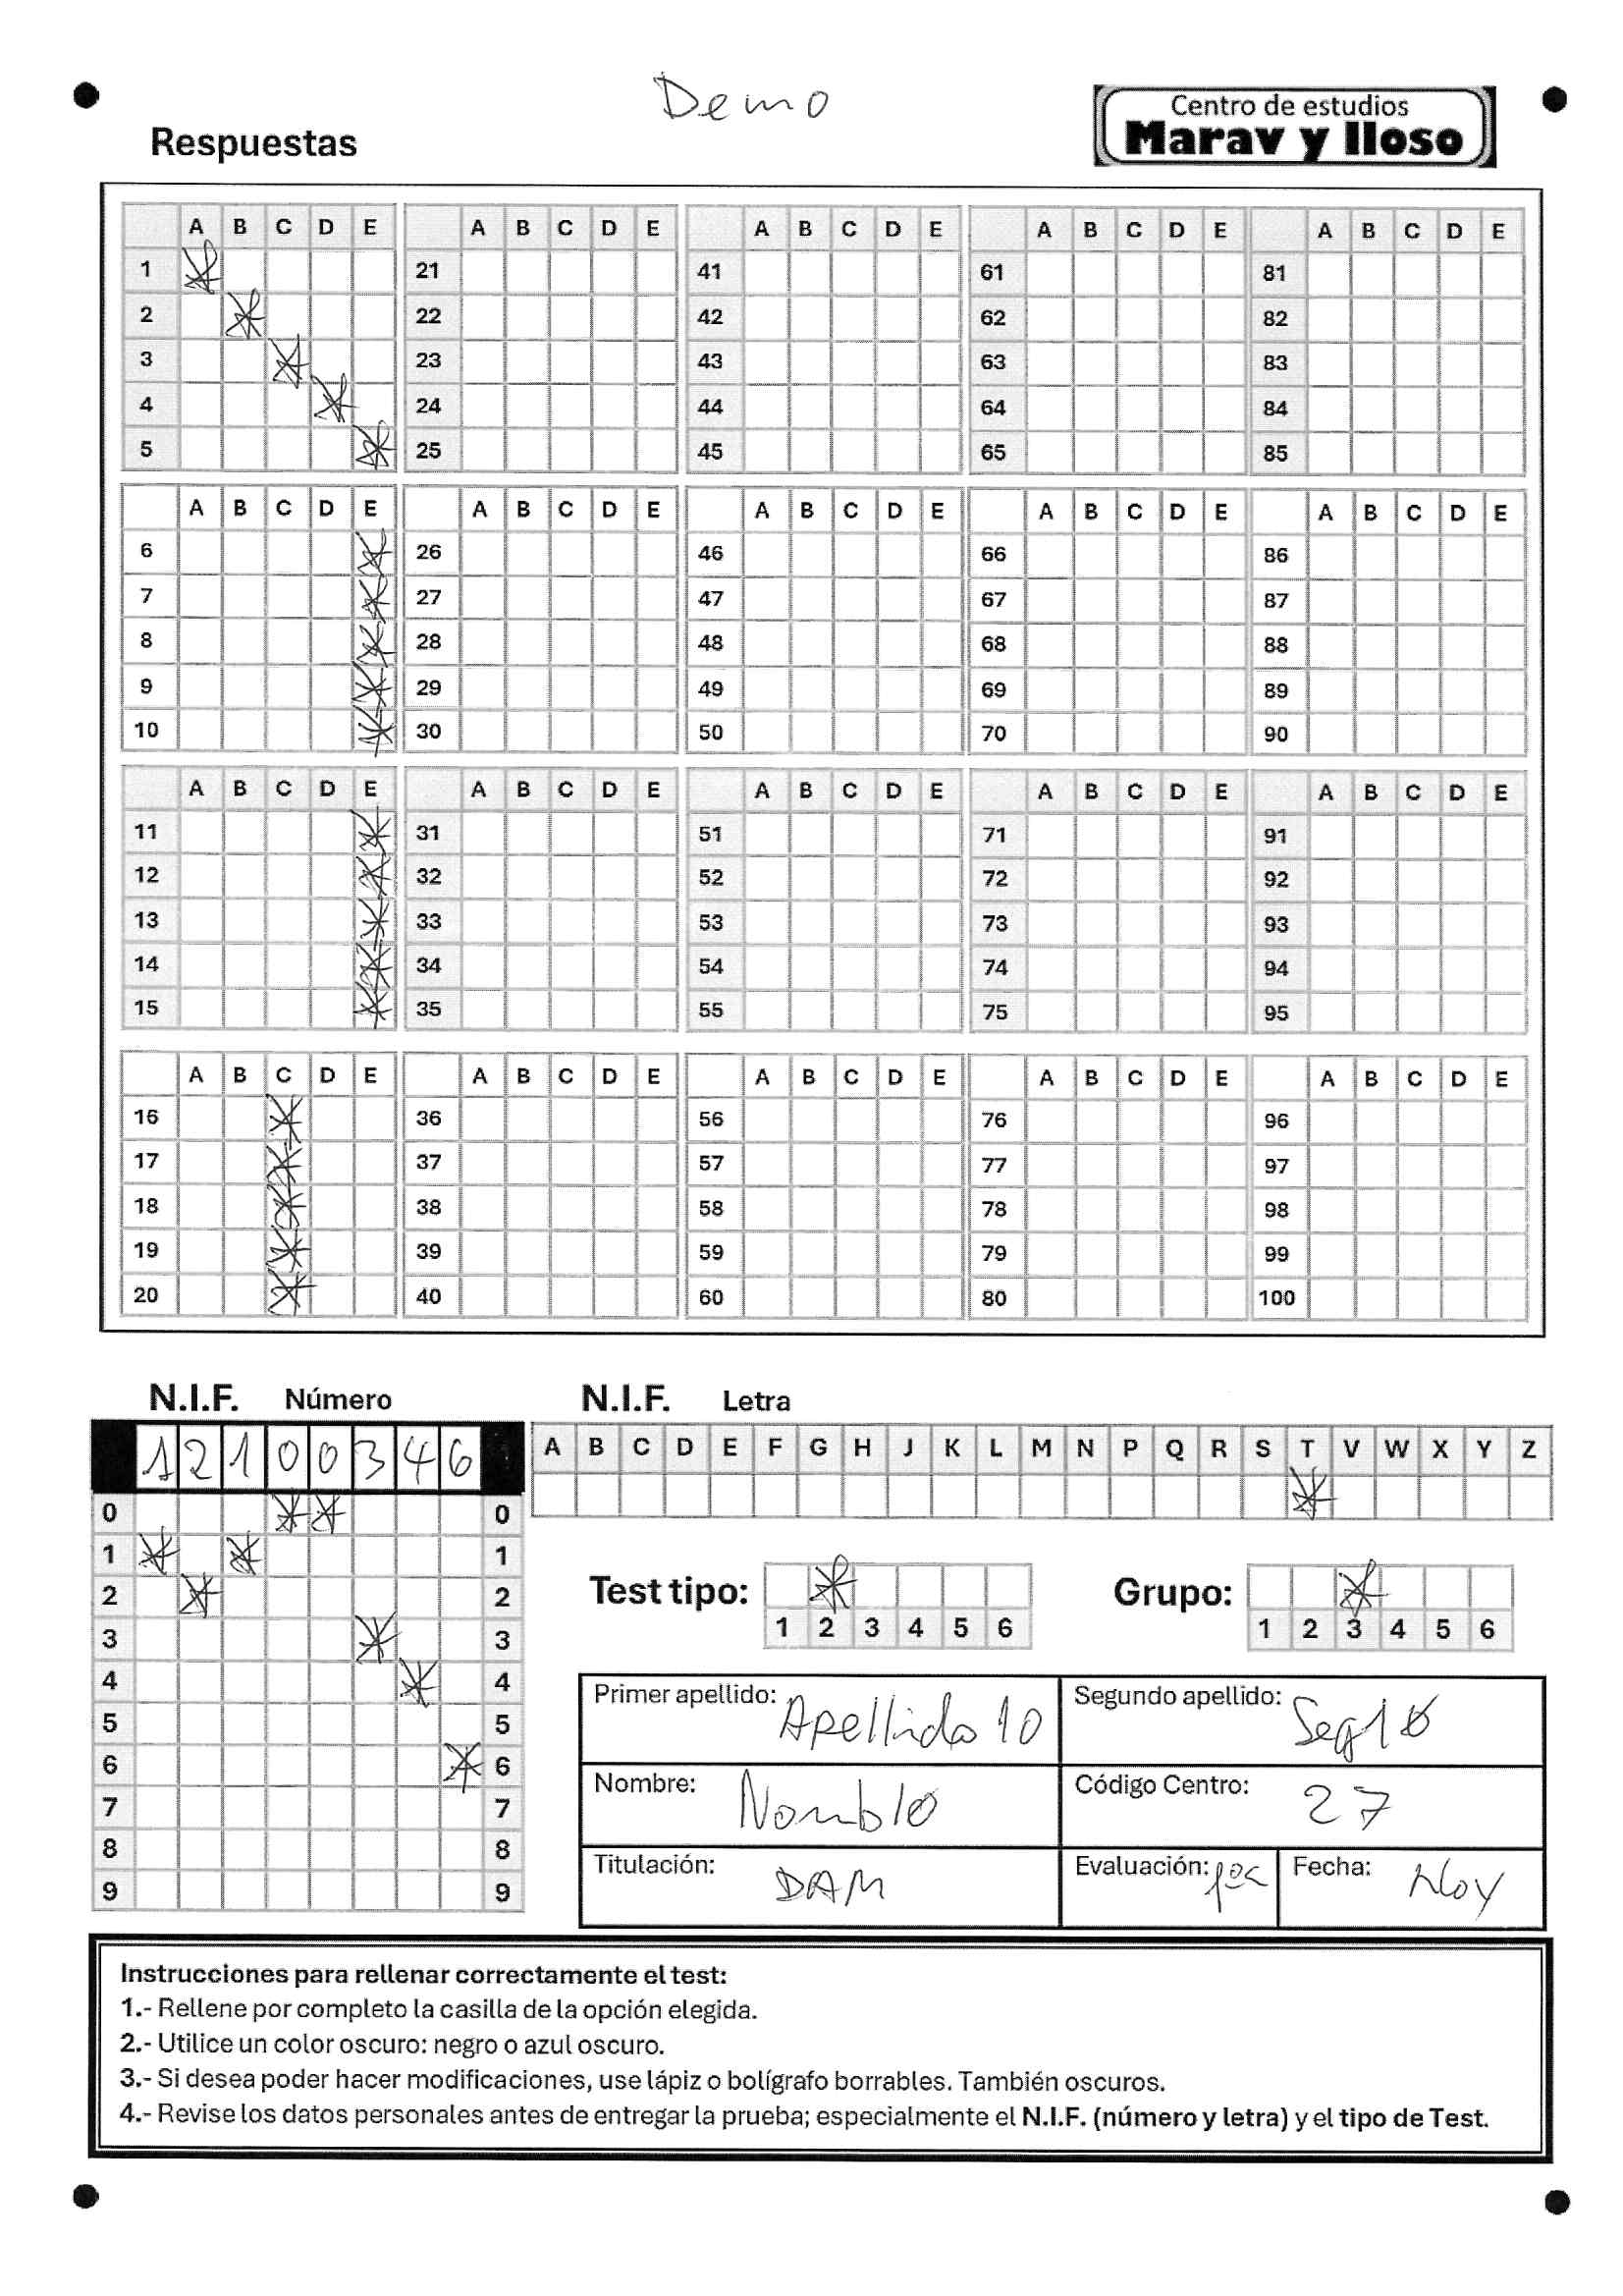 Demo
Centro de estudios
Marav y lloso
Respuestas
A B C D E A B C D E A B C D E A B C D E A B C D E
1 21 41 61 81
2 22 42 62 82
3 23 43 63 83
4 24 44 64 84
5 25 45 65 85
A B C D E A B C D E A B C D E A B C D E A B C D E
6 26 46 66 86
7 27 47 67 87
8 28 48 68 88
9 29 49 69 89
10 30 50 70 90
A B C D E A B C D E A B C D E A B C D E A B C D E
11 31 51 71 91
12 32 52 72 92
13 33 53 73 93
14 34 54 74 94
15 35 55 75 95
A B C D E A B C D E A B C D E A B C D E A B C D E
16 36 56 76 96
17 37 57 77 97
18 38 58 78 98
19 39 59 79 99
20 40 60 80 100
N.I.F. Número
1 2 1 0 0 3 4 6
0 0
1 1
2 2
3 3
4 4
5 5
6 6
7 7
8 8
9 9
N.I.F. Letra
A B C D E F G H J K L M N P Q R S T V W X Y Z
Test tipo:
1 2 3 4 5 6
Grupo:
1 2 3 4 5 6
Primer apellido: Apellido 10
Segundo apellido: Seg10
Nombre: Nomb10
Código Centro: 27
Titulación: DAM
Evaluación:
Fecha: Hoy
Instrucciones para rellenar correctamente el test:
1.- Rellene por completo la casilla de la opción elegida.
2.- Utilice un color oscuro: negro o azul oscuro.
3.- Si desea poder hacer modificaciones, use lápiz o bolígrafo borrables. También oscuros.
4.- Revise los datos personales antes de entregar la prueba; especialmente el N.I.F. (número y letra) y el tipo de Test.